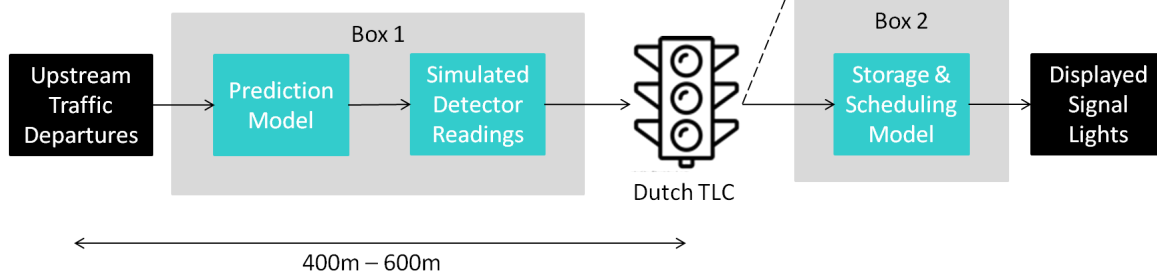 Box 1
Box 2
Upstream
Traffic
Departures
Prediction
Model
Simulated
Detector
Readings
Dutch TLC
Storage &
Scheduling
Model
Displayed
Signal
Lights
400m – 600m